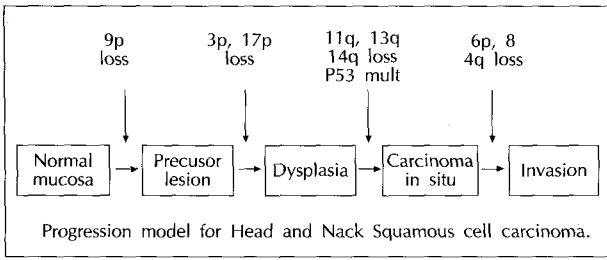 9p
loss
3p, 17p
loss
11q, 13q
14q loss
P53 mult
6p, 8
4q loss
Normal
mucosa
Precusor
lesion
Dysplasia
Carcinoma
in situ
Invasion
Progression model for Head and Nack Squamous cell carcinoma.